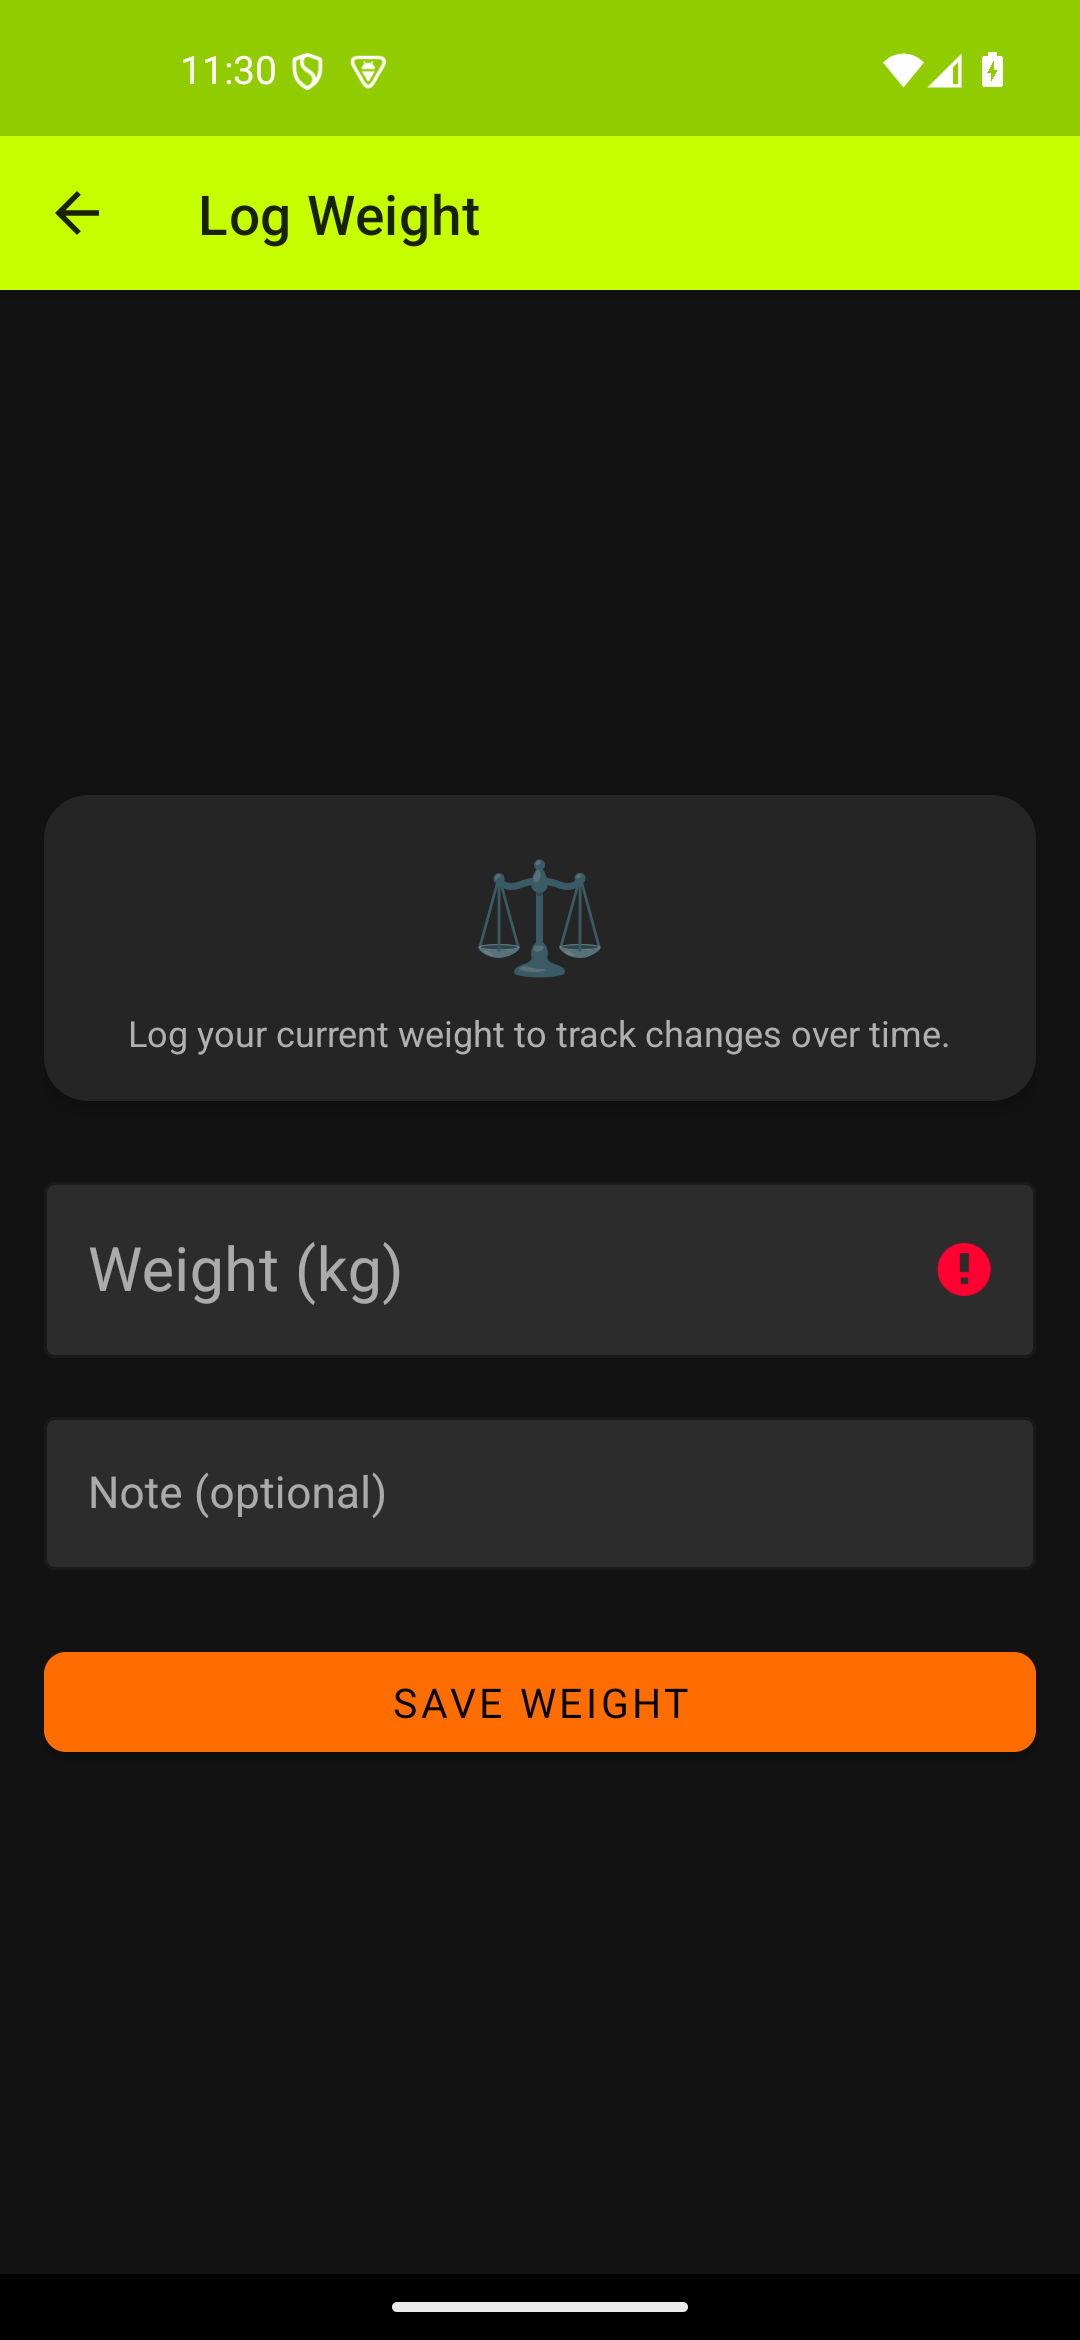 11:30
Log Weight
Log your current weight to track changes over time.
Weight (kg)
Note (optional)
SAVE WEIGHT